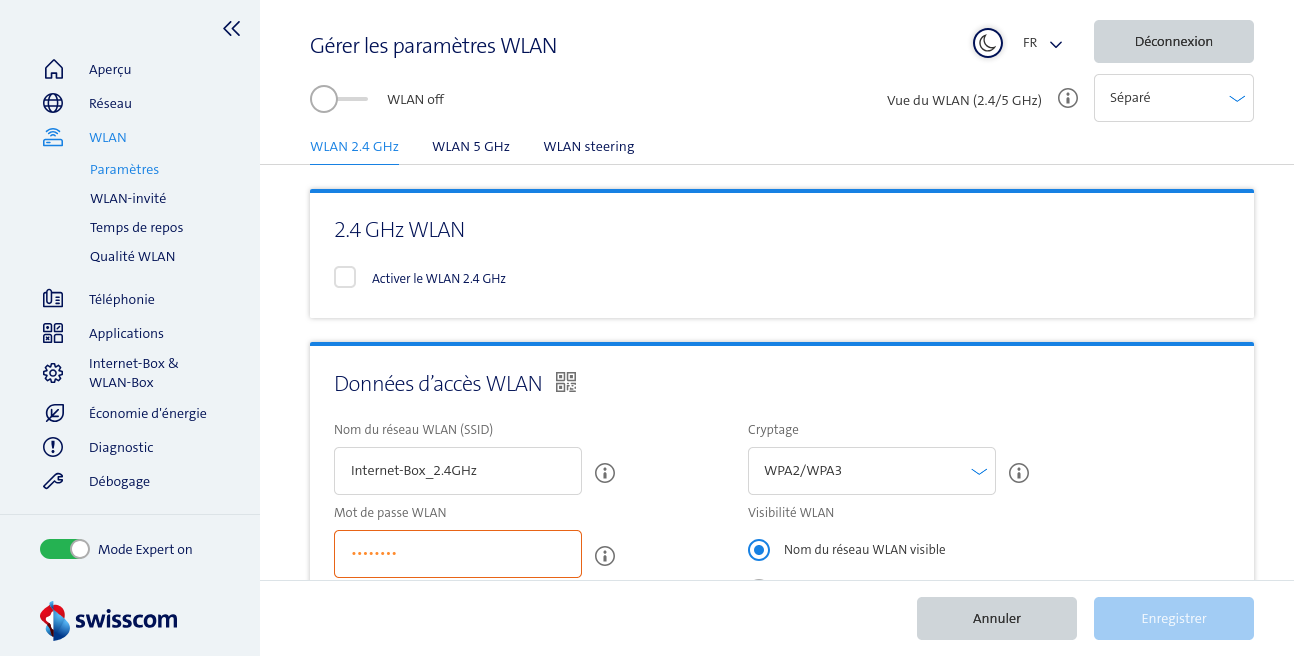 Aperçu
Réseau
WLAN
Paramètres
WLAN-invité
Temps de repos
Qualité WLAN
Téléphonie
Applications
Internet-Box &
WLAN-Box
Économie d'énergie
Diagnostic
Débogage
Mode Expert on
swisscom
Gérer les paramètres WLAN
FR
Déconnexion
WLAN off
Vue du WLAN (2.4/5 GHz)
Séparé
WLAN 2.4 GHz
WLAN 5 GHz
WLAN steering
2.4 GHz WLAN
Activer le WLAN 2.4 GHz
Données d’accès WLAN
Nom du réseau WLAN (SSID)
Internet-Box_2.4GHz
Cryptage
WPA2/WPA3
Mot de passe WLAN
••••••••
Visibilité WLAN
Nom du réseau WLAN visible
Annuler
Enregistrer